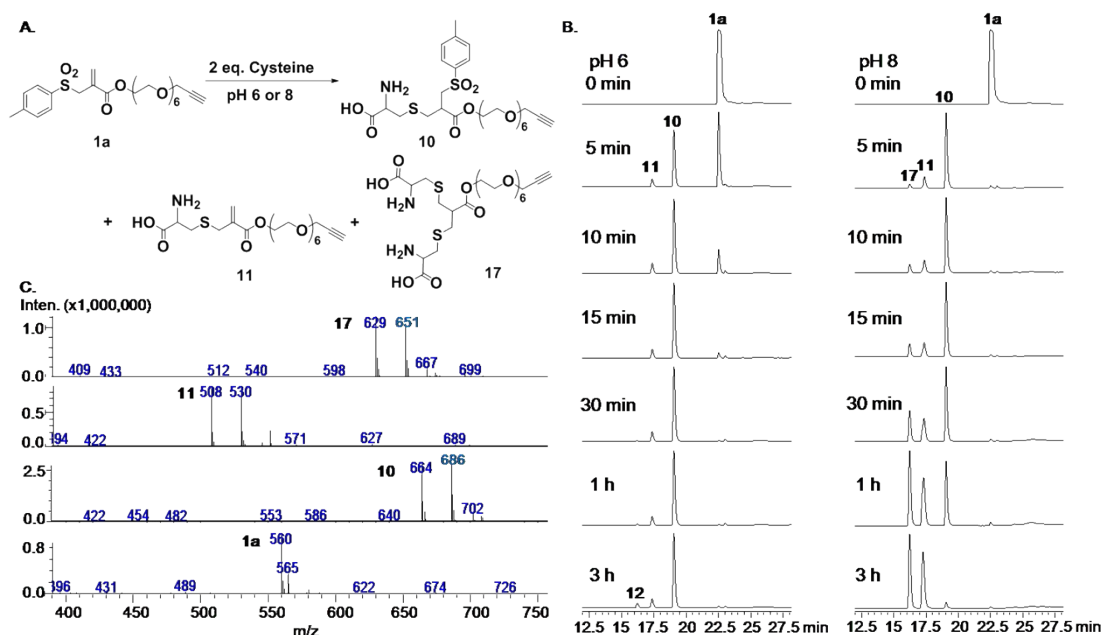 A.
1a
2 eq. Cysteine
pH 6 or 8
O₂
S
O
O
O
6
O₂
S
NH₂
HO
O
S
O
O
O
6
10
+
NH₂
HO
O
S
O
O
O
6
11
+
O
HO
H₂N
S
O
O
O
6
S
H₂N
HO
O
17
B.
pH 6
0 min
1a
5 min
11
10
10 min
15 min
30 min
1 h
3 h
12
12.5 15 17.5 20 22.5 25 27.5 min
pH 8
0 min
1a
10
5 min
17
11
10 min
15 min
30 min
1 h
3 h
12.5 15 17.5 20 22.5 25 27.5 min
C.
Inten. (x1,000,000)
1.0
0.0
17
409 433 512 540 598 629 651 667 699
0.5
0.0
11
394 422 508 530 571 627 689
2.5
0.0
10
422 454 482 553 586 640 664 686 702
0.8
0.0
1a
396 431 489 560 565 622 674 726
400 450 500 550 600 650 700 750
m/z